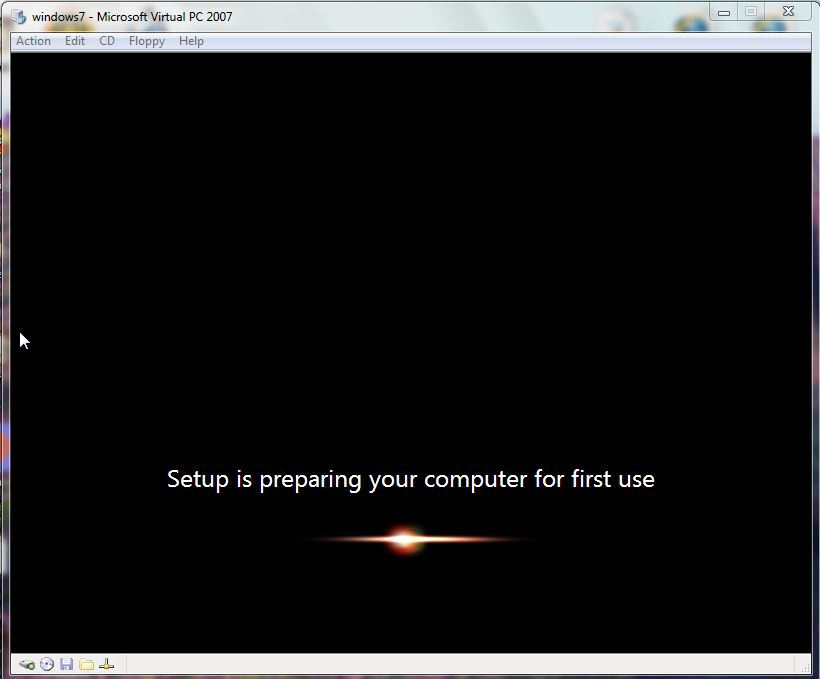 windows7 - Microsoft Virtual PC 2007
Action Edit CD Floppy Help
Setup is preparing your computer for first use